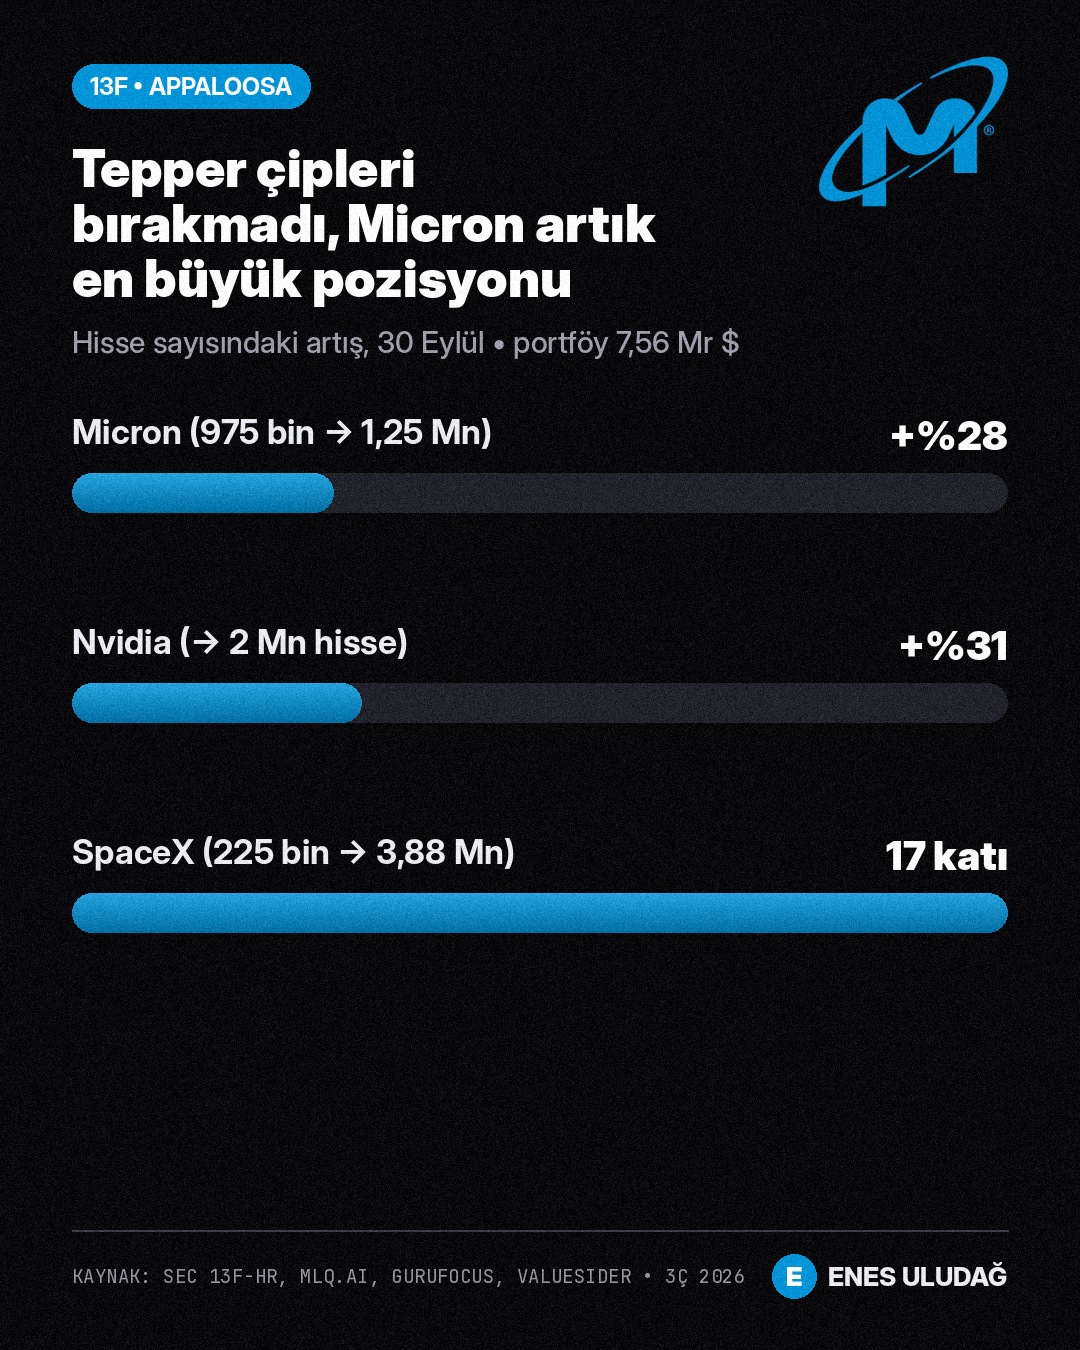 13F • APPALOOSA
Tepper çipleri
bırakmadı, Micron artık
en büyük pozisyonu
Hisse sayısındaki artış, 30 Eylül • portföy 7,56 Mr $
Micron (975 bin → 1,25 Mn)
+%28
Nvidia (→ 2 Mn hisse)
+%31
SpaceX (225 bin → 3,88 Mn)
17 katı
KAYNAK: SEC 13F-HR, MLQ.AI, GURUFOCUS, VALUESIDER • 3Ç 2026
E ENES ULUDAĞ
M®